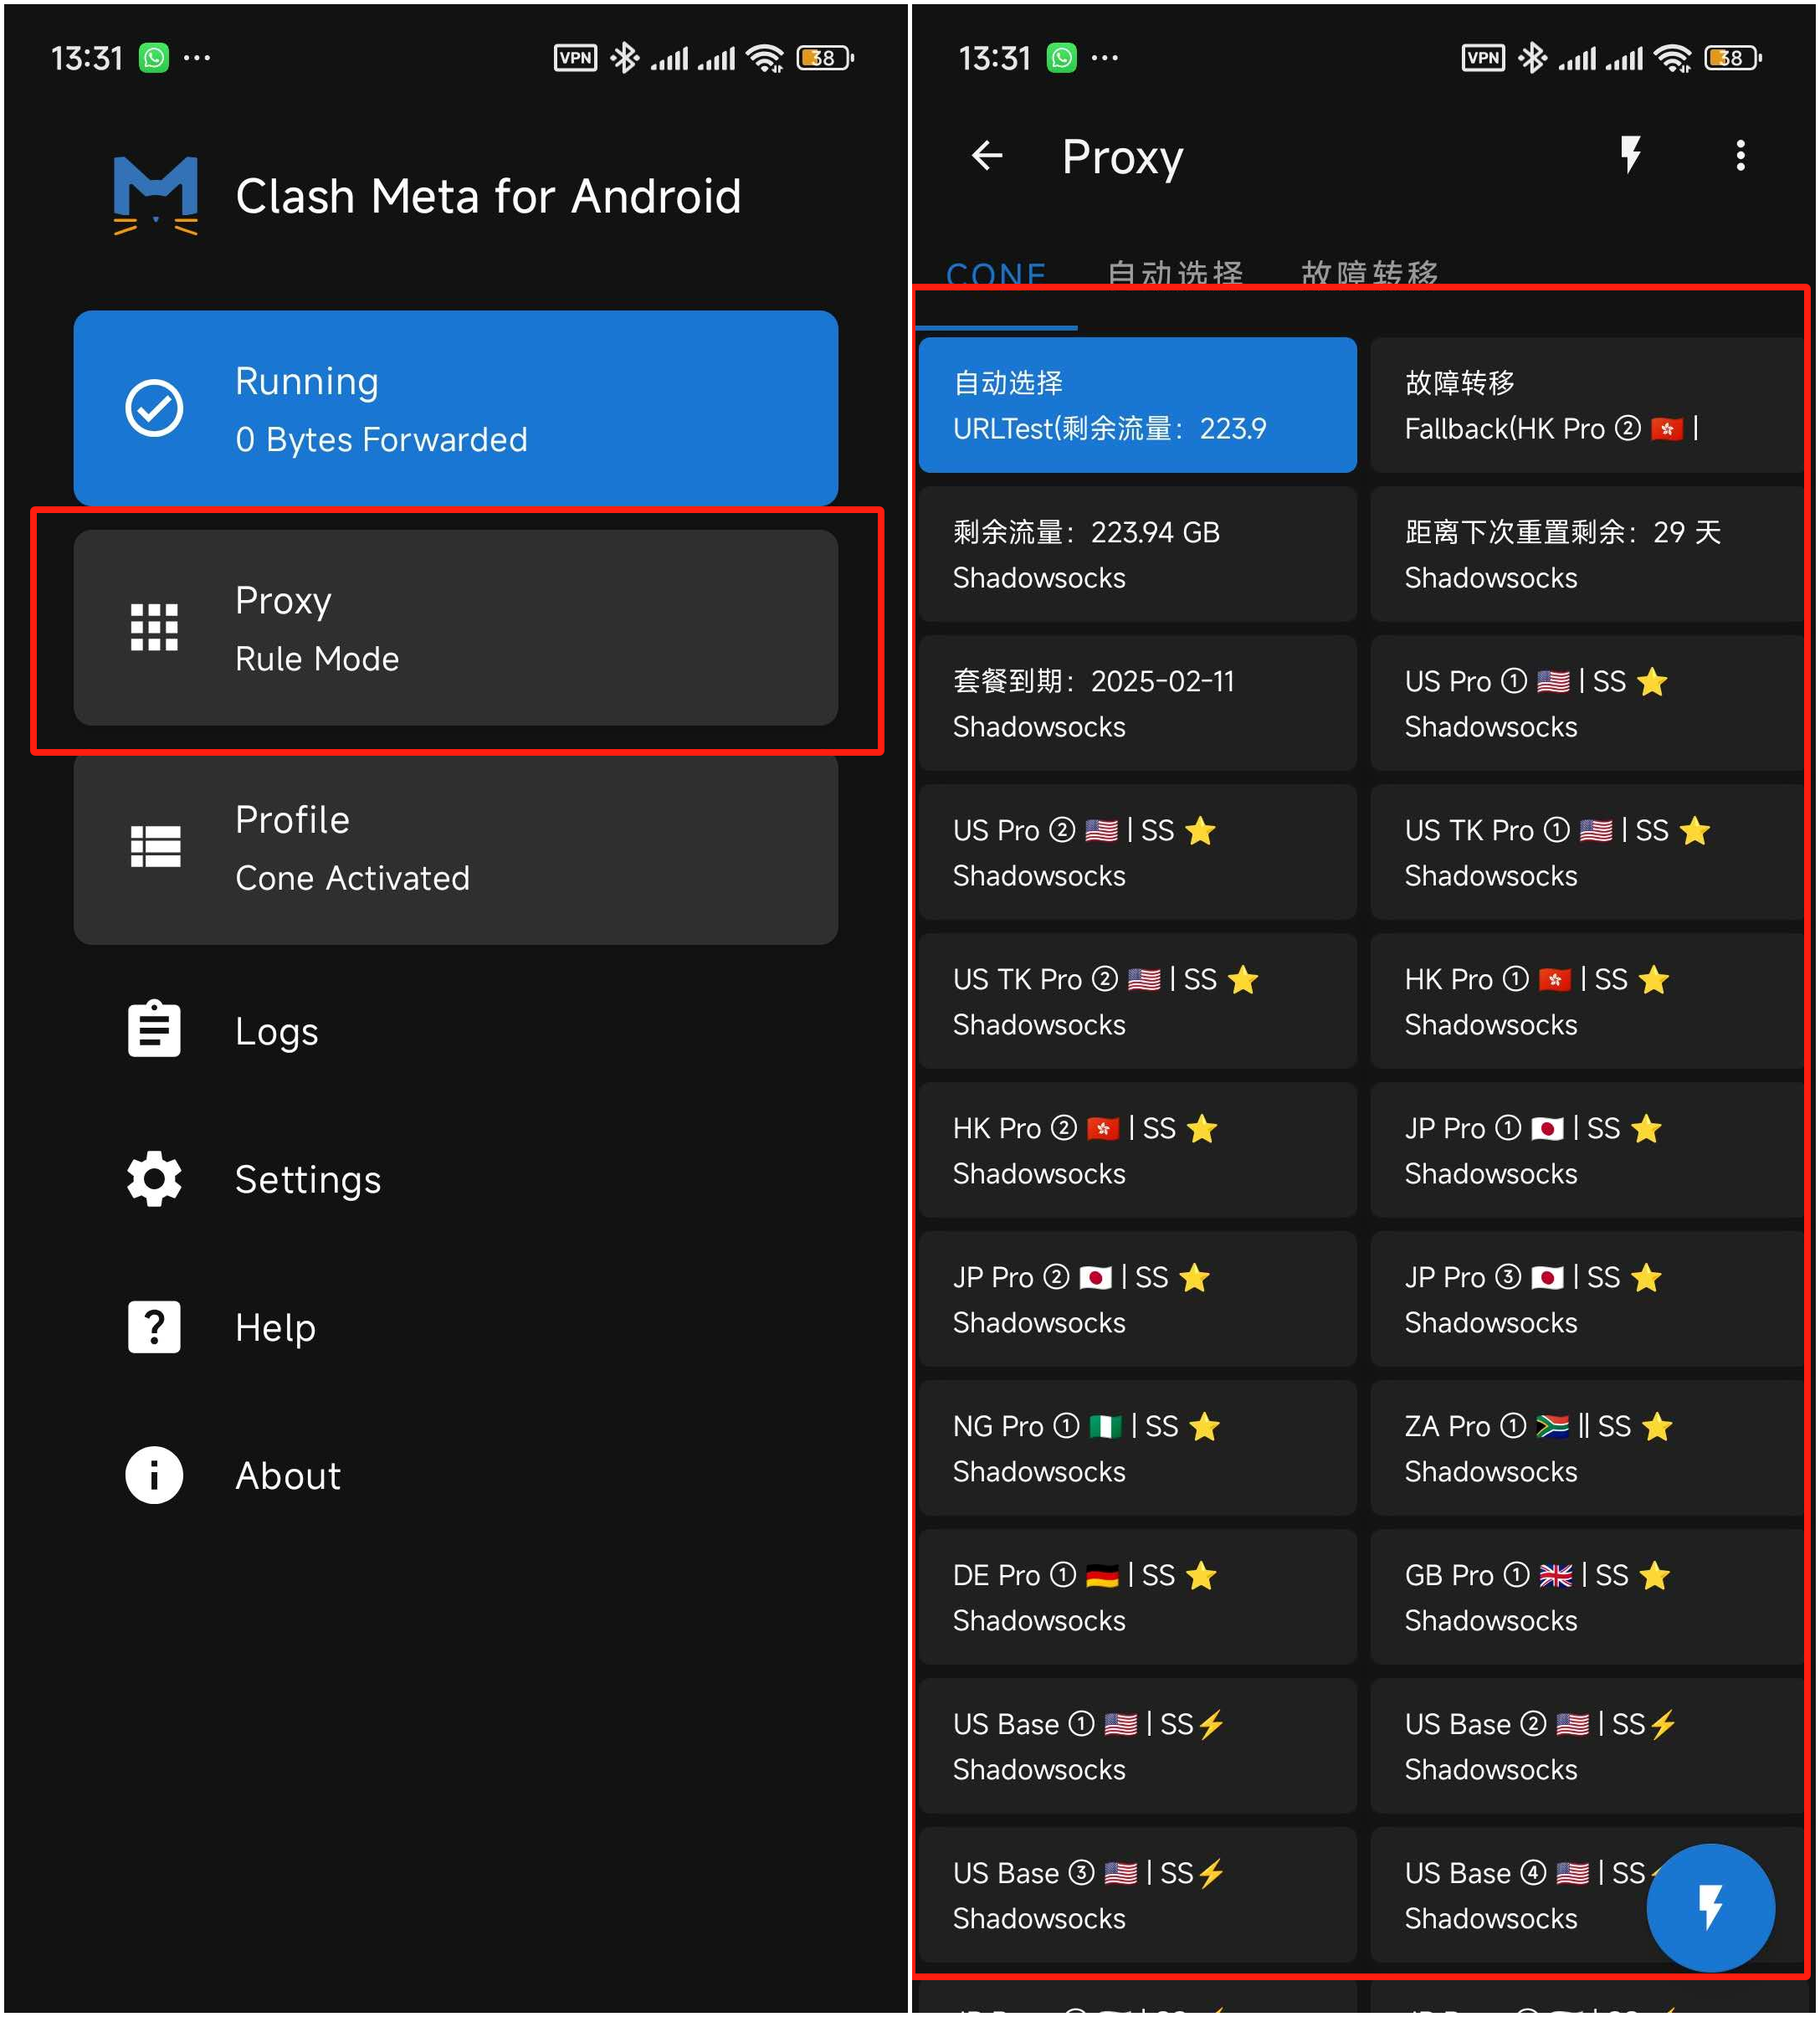 13:31
VPN
38
Clash Meta for Android
Running
0 Bytes Forwarded
Proxy
Rule Mode
Profile
Cone Activated
Logs
Settings
Help
About
13:31
VPN
38
Proxy
CONE 自动选择 故障转移
自动选择
URLTest(剩余流量：223.9
故障转移
Fallback(HK Pro ② 🇭🇰 |
剩余流量：223.94 GB
Shadowsocks
距离下次重置剩余：29 天
Shadowsocks
套餐到期：2025-02-11
Shadowsocks
US Pro ① 🇺🇸 | SS ⭐
Shadowsocks
US Pro ② 🇺🇸 | SS ⭐
Shadowsocks
US TK Pro ① 🇺🇸 | SS ⭐
Shadowsocks
US TK Pro ② 🇺🇸 | SS ⭐
Shadowsocks
HK Pro ① 🇭🇰 | SS ⭐
Shadowsocks
HK Pro ② 🇭🇰 | SS ⭐
Shadowsocks
JP Pro ① 🇯🇵 | SS ⭐
Shadowsocks
JP Pro ② 🇯🇵 | SS ⭐
Shadowsocks
JP Pro ③ 🇯🇵 | SS ⭐
Shadowsocks
NG Pro ① 🇳🇬 | SS ⭐
Shadowsocks
ZA Pro ① 🇿🇦 || SS ⭐
Shadowsocks
DE Pro ① 🇩🇪 | SS ⭐
Shadowsocks
GB Pro ① 🇬🇧 | SS ⭐
Shadowsocks
US Base ① 🇺🇸 | SS⚡
Shadowsocks
US Base ② 🇺🇸 | SS⚡
Shadowsocks
US Base ③ 🇺🇸 | SS⚡
Shadowsocks
US Base ④ 🇺🇸 | SS⚡
Shadowsocks